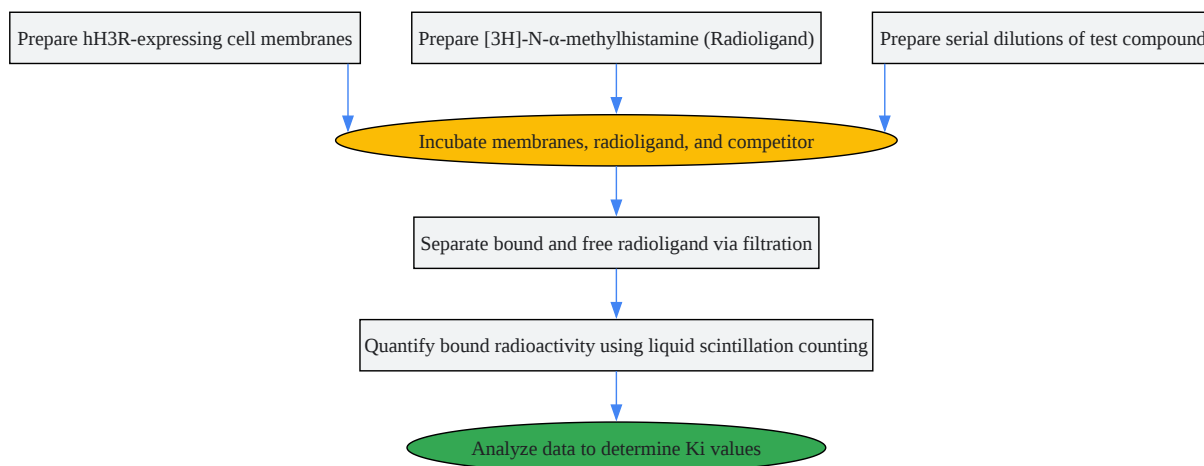 Prepare hH3R-expressing cell membranes
Prepare [3H]-N-α-methylhistamine (Radioligand)
Prepare serial dilutions of test compound
Incubate membranes, radioligand, and competitor
Separate bound and free radioligand via filtration
Quantify bound radioactivity using liquid scintillation counting
Analyze data to determine Ki values